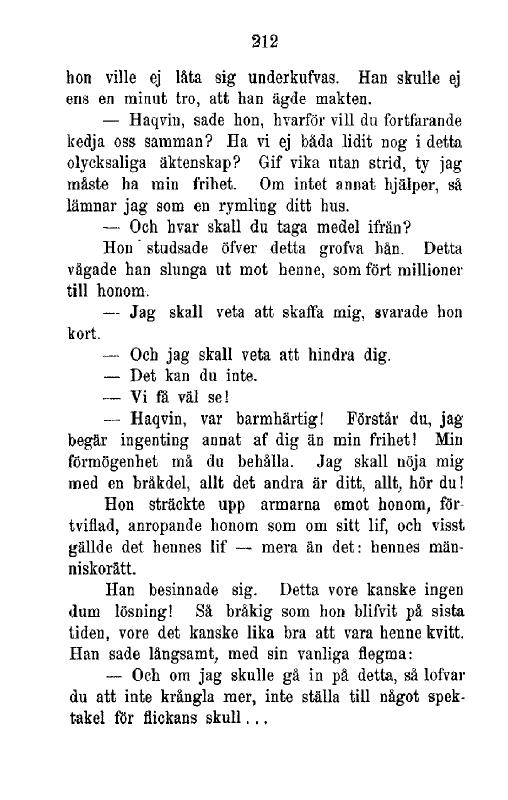 212
hon ville ej låta sig underkufvas. Han skulle ej
ens en minut tro, att han ägde makten.
— Haqvin, sade hon, hvarför vill du fortfarande
kedja oss samman? Ha vi ej båda lidit nog i detta
olycksaliga äktenskap? Gif vika utan strid, ty jag
måste ha min frihet. Om intet annat hjälper, så
lämnar jag som en rymling ditt hus.
— Och hvar skall du taga medel ifrån?
Hon studsade öfver detta grofva hån. Detta
vågade han slunga ut mot henne, som fört millioner
till honom.
— Jag skall veta att skaffa mig, svarade hon
kort.
— Och jag skall veta att hindra dig.
— Det kan du inte.
— Vi få väl se!
— Haqvin, var barmhärtig! Förstår du, jag
begär ingenting annat af dig än min frihet! Min
förmögenhet må du behålla. Jag skall nöja mig
med en bråkdel, allt det andra är ditt, allt, hör du!
Hon sträckte upp armarna emot honom, för-
tviflad, anropande honom som om sitt lif, och visst
gällde det hennes lif — mera än det: hennes män-
niskorätt.
Han besinnade sig. Detta vore kanske ingen
dum lösning! Så bråkig som hon blifvit på sista
tiden, vore det kanske lika bra att vara henne kvitt.
Han sade långsamt, med sin vanliga flegma:
— Och om jag skulle gå in på detta, så lofvar
du att inte krångla mer, inte ställa till något spek-
takel för flickans skull...